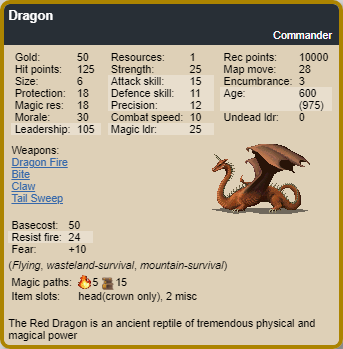 Dragon
Commander
Gold: 50 Resources: 1 Rec points: 10000
Hit points: 125 Strength: 25 Map move: 28
Size: 6 Attack skill: 15 Encumbrance: 3
Protection: 18 Defence skill: 11 Age: 600
Magic res: 18 Precision: 12 (975)
Morale: 30 Combat speed: 10 Undead ldr: 0
Leadership: 105 Magic ldr: 25
Weapons:
Dragon Fire
Bite
Claw
Tail Sweep
Basecost: 50
Resist fire: 24
Fear: +10
(Flying, wasteland-survival, mountain-survival)
Magic paths: 5 15
Item slots: head(crown only), 2 misc
The Red Dragon is an ancient reptile of tremendous physical and
magical power